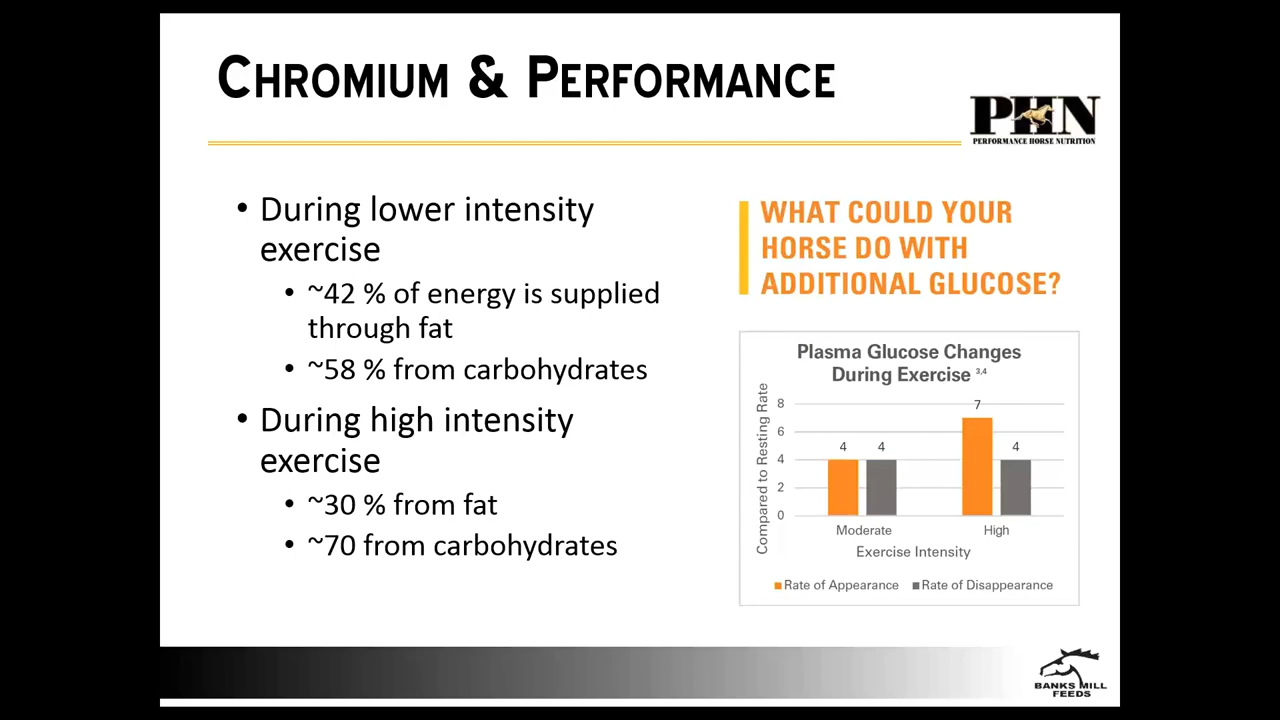 CHROMIUM & PERFORMANCE
PHN
PERFORMANCE HORSE NUTRITION
• During lower intensity
exercise
• ~42 % of energy is supplied
through fat
• ~58 % from carbohydrates
• During high intensity
exercise
• ~30 % from fat
• ~70 from carbohydrates
WHAT COULD YOUR
HORSE DO WITH
ADDITIONAL GLUCOSE?
Plasma Glucose Changes
During Exercise 3,4
Compared to Resting Rate
8
6
4
2
0
4
4
7
4
Moderate
High
Exercise Intensity
Rate of Appearance
Rate of Disappearance
BANKS MILL
FEEDS